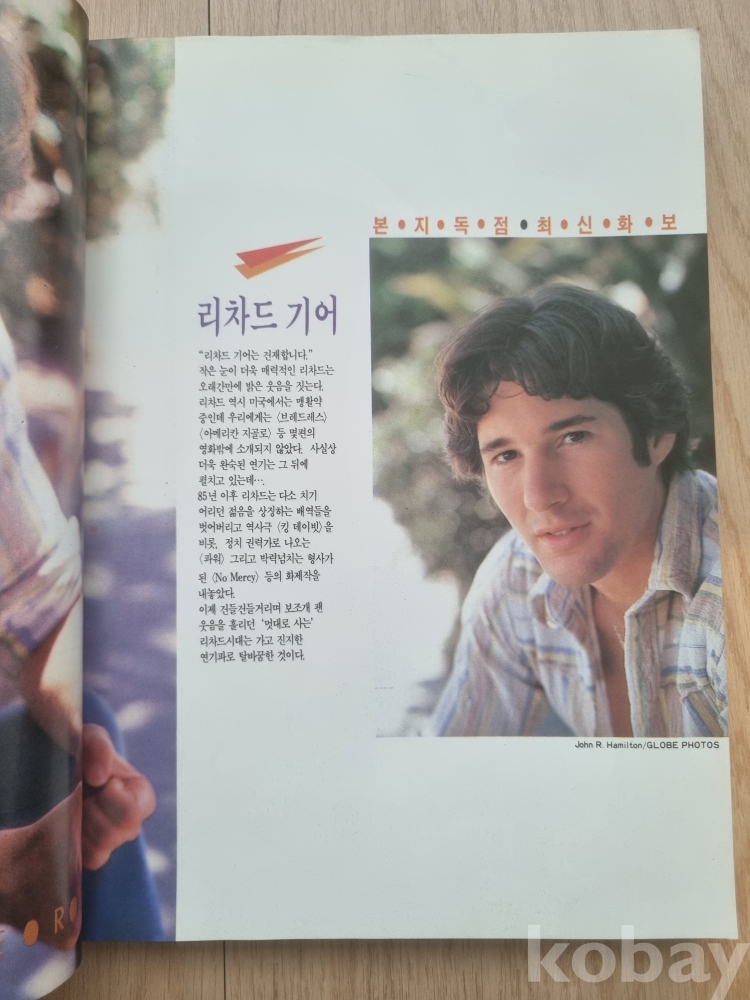 본•지•독•점•최•신•화•보
리차드 기어
“리차드 기어는 건재합니다.”
작은 눈이 더욱 매력적인 리차드는
오래간만에 밝은 웃음을 짓는다.
리차드 역시 미국에서는 맹활약
중인데 우리에게는 〈브레드레스〉
〈아메리칸 지골로〉 등 몇편의
영화밖에 소개되지 않았다. 사실상
더욱 완숙된 연기는 그 뒤에
펼치고 있는데…
85년 이후 리차드는 다소 치기
어리던 젊음을 상징하는 배역들을
벗어버리고 역사극 〈킹 데이빗〉을
비롯, 정치 권력가로 나오는
〈파워〉 그리고 박력넘치는 형사가
된 〈No Mercy〉 등의 화제작을
내놓았다.
이제 건들건들거리며 보조개 팬
웃음을 흘리던 ‘멋대로 사는’
리차드시대는 가고 진지한
연기파로 탈바꿈한 것이다.
John R. Hamilton/GLOBE PHOTOS
R
kobay